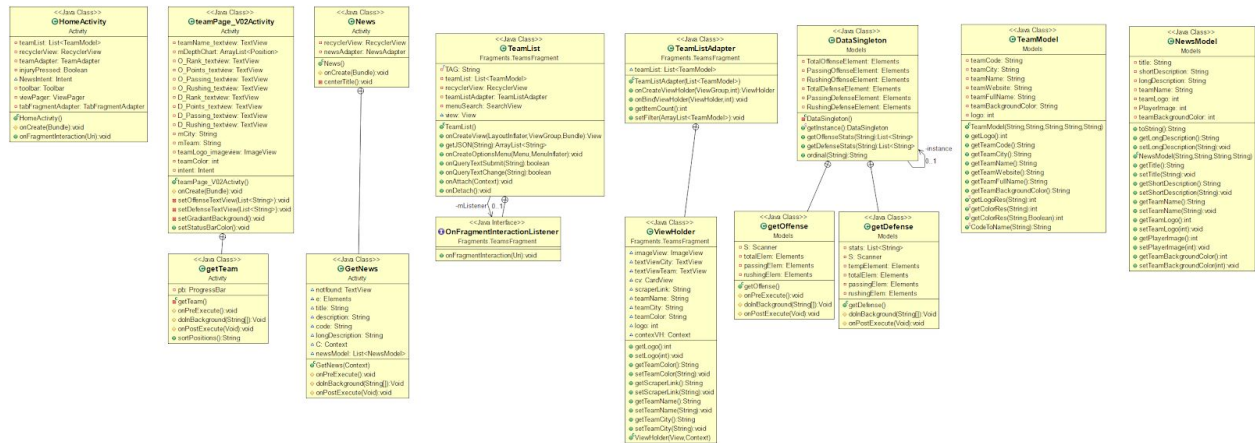 <<Java Class>>
HomeActivity
Activity
teamList: List<TeamModel>
recyclerView: RecyclerView
teamAdapter: TeamAdapter
injuryPressed: Boolean
NewsIntent: Intent
toolbar: Toolbar
viewPager: ViewPager
tabFragmentAdapter: TabFragmentAdapter
HomeActivity()
onCreate(Bundle):void
onFragmentInteraction(Uri):void
<<Java Class>>
teamPage_V02Activity
Activity
teamName_textview: TextView
mDepthChart: ArrayList<Position>
O_Rank_textview: TextView
O_Points_textview: TextView
O_Passing_textview: TextView
O_Rushing_textview: TextView
D_Rank_textview: TextView
D_Points_textview: TextView
D_Passing_textview: TextView
D_Rushing_textview: TextView
mCity: String
mTeam: String
teamLogo_imageview: ImageView
teamColor: int
intent: Intent
teamPage_V02Activity()
onCreate(Bundle):void
setOffenseTextView(List<String>):void
setDefenseTextView(List<String>):void
setGradientBackground():void
setStatusBarColor():void
<<Java Class>>
getTeam
Activity
pb: ProgressBar
getTeam()
onPreExecute():void
doInBackground(String[]):Void
onPostExecute(Void):void
sortPositions():String
<<Java Class>>
News
Activity
recyclerView: RecyclerView
newsAdapter: NewsAdapter
News()
onCreate(Bundle):void
centerTitle():void
<<Java Class>>
GetNews
Activity
notfound: TextView
e: Elements
title: String
description: String
code: String
longDescription: String
C: Context
newsModel: List<NewsModel>
GetNews(Context)
onPreExecute():void
doInBackground(String[]):Void
onPostExecute(Void):void
<<Java Class>>
TeamList
Fragments.TeamsFragment
TAG: String
teamList: List<TeamModel>
recyclerView: RecyclerView
teamListAdapter: TeamListAdapter
menuSearch: SearchView
view: View
TeamList()
onCreateView(LayoutInflater,ViewGroup,Bundle):View
getJSON(String):ArrayList<String>
onCreateOptionsMenu(Menu,MenuInflater):void
onQueryTextSubmit(String):boolean
onQueryTextChange(String):boolean
onAttach(Context):void
onDetach():void
-mListener 0..1
<<Java Interface>>
OnFragmentInteractionListener
Fragments.TeamsFragment
onFragmentInteraction(Uri):void
<<Java Class>>
TeamListAdapter
Fragments.TeamsFragment
teamList: List<TeamModel>
TeamListAdapter(List<TeamModel>)
onCreateViewHolder(ViewGroup,int):ViewHolder
onBindViewHolder(ViewHolder,int):void
getItemCount():int
setFilter(ArrayList<TeamModel>):void
<<Java Class>>
ViewHolder
Fragments.TeamsFragment
imageView: ImageView
textViewCity: TextView
textViewTeam: TextView
cv: CardView
scraperLink: String
teamName: String
teamCity: String
teamColor: String
logo: int
contexVH: Context
getLogo():int
setLogo(int):void
getTeamColor():String
setTeamColor(String):void
getScraperLink():String
setScraperLink(String):void
getTeamName():String
setTeamName(String):void
getTeamCity():String
setTeamCity(String):void
ViewHolder(View,Context)
<<Java Class>>
DataSingleton
Models
TotalOffenseElement: Elements
PassingOffenseElement: Elements
RushingOffenseElement: Elements
TotalDefenseElement: Elements
PassingDefenseElement: Elements
RushingDefenseElement: Elements
DataSingleton()
getInstance():DataSingleton
getOffenseStats(String):List<String>
getDefenseStats(String):List<String>
ordinal(String):String
-instance
0..1
<<Java Class>>
getOffense
Models
S: Scanner
totalElem: Elements
passingElem: Elements
rushingElem: Elements
getOffense()
onPreExecute():void
doInBackground(String[]):Void
onPostExecute(Void):void
<<Java Class>>
getDefense
Models
stats: List<String>
S: Scanner
tempElement: Elements
totalElem: Elements
passingElem: Elements
rushingElem: Elements
getDefense()
doInBackground(String[]):Void
onPostExecute(Void):void
<<Java Class>>
TeamModel
Models
teamCode: String
teamCity: String
teamName: String
teamWebsite: String
teamFullName: String
teamBackgroundColor: String
logo: int
TeamModel(String,String,String,String,String)
getLogo():int
getTeamCode():String
getTeamCity():String
getTeamName():String
getTeamWebsite():String
getTeamFullName():String
getTeamBackgroundColor():String
getLogoRes(String):int
getColorRes(String):int
getColorRes(String,Boolean):int
CodeToName(String):String
<<Java Class>>
NewsModel
Models
title: String
shortDescription: String
longDescription: String
teamName: String
teamLogo: int
PlayerImage: int
teamBackgroundColor: int
toString():String
getLongDescription():String
setLongDescription(String):void
NewsModel(String,String,String,String)
getTitle():String
setTitle(String):void
getShortDescription():String
setShortDescription(String):void
getTeamName():String
setTeamName(String):void
getTeamLogo():int
setTeamLogo(int):void
getPlayerImage():int
setPlayerImage(int):void
getTeamBackgroundColor():int
setTeamBackgroundColor(int):void